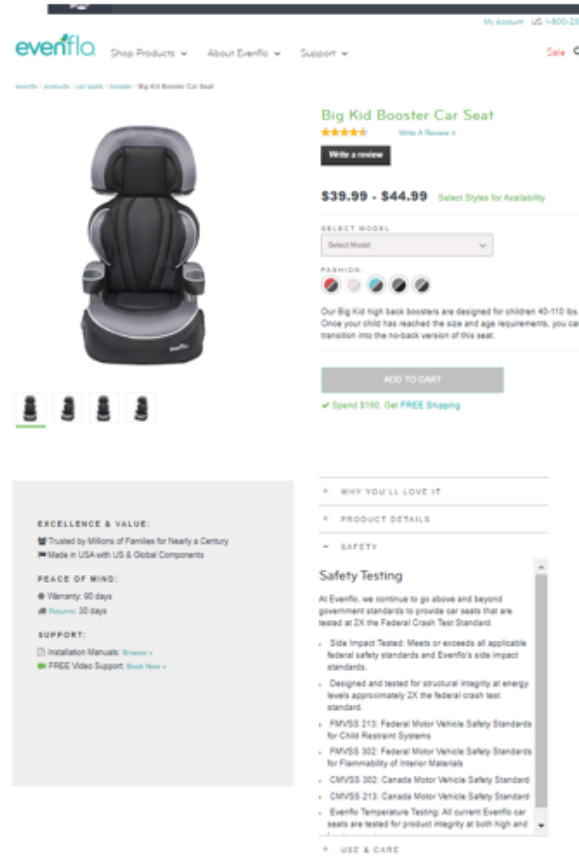 My Account US: 1-800-23
evenflo
Shop Products
About Evenflo
Support
Sale
evenflo / products / car seats / booster / Big Kid Booster Car Seat
Big Kid Booster Car Seat
Write A Review >
Write a review
$39.99 - $44.99 Select Styles for Availability
SELECT MODEL
Select Model
FASHION:
Our Big Kid high back boosters are designed for children 40-110 lbs.
Once your child has reached the size and age requirements, you can
transition into the no-back version of this seat.
ADD TO CART
✔ Spend $150, Get FREE Shipping
EXCELLENCE & VALUE:
Trusted by Millions of Families for Nearly a Century
Made in USA with US & Global Components
PEACE OF MIND:
Warranty: 90 days
Returns: 30 days
SUPPORT:
Installation Manuals: Browse >
FREE Video Support: Book Now >
+ WHY YOU'LL LOVE IT
+ PRODUCT DETAILS
- SAFETY
Safety Testing
At Evenflo, we continue to go above and beyond
government standards to provide car seats that are
tested at 2X the Federal Crash Test Standard.
Side Impact Tested: Meets or exceeds all applicable
federal safety standards and Evenflo's side impact
standards.
Designed and tested for structural integrity at energy
levels approximately 2X the federal crash test
standard.
FMVSS 213: Federal Motor Vehicle Safety Standards
for Child Restraint Systems
FMVSS 302: Federal Motor Vehicle Safety Standards
for Flammability of Interior Materials
CMVSS 302: Canada Motor Vehicle Safety Standard
CMVSS 213: Canada Motor Vehicle Safety Standard
Evenflo Temperature Testing: All current Evenflo car
seats are tested for product integrity at both high and
+ USE & CARE